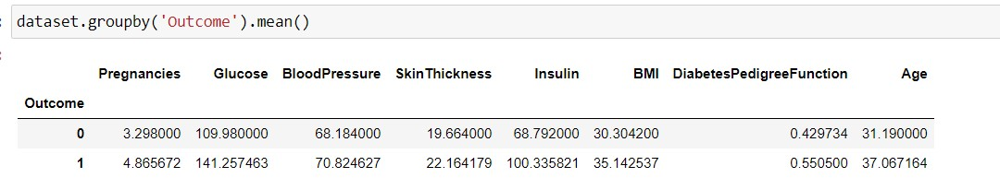 dataset.groupby('Outcome').mean()
Pregnancies Glucose BloodPressure SkinThickness Insulin BMI DiabetesPedigreeFunction Age
Outcome
0 3.298000 109.980000 68.184000 19.664000 68.792000 30.304200 0.429734 31.190000
1 4.865672 141.257463 70.824627 22.164179 100.335821 35.142537 0.550500 37.067164